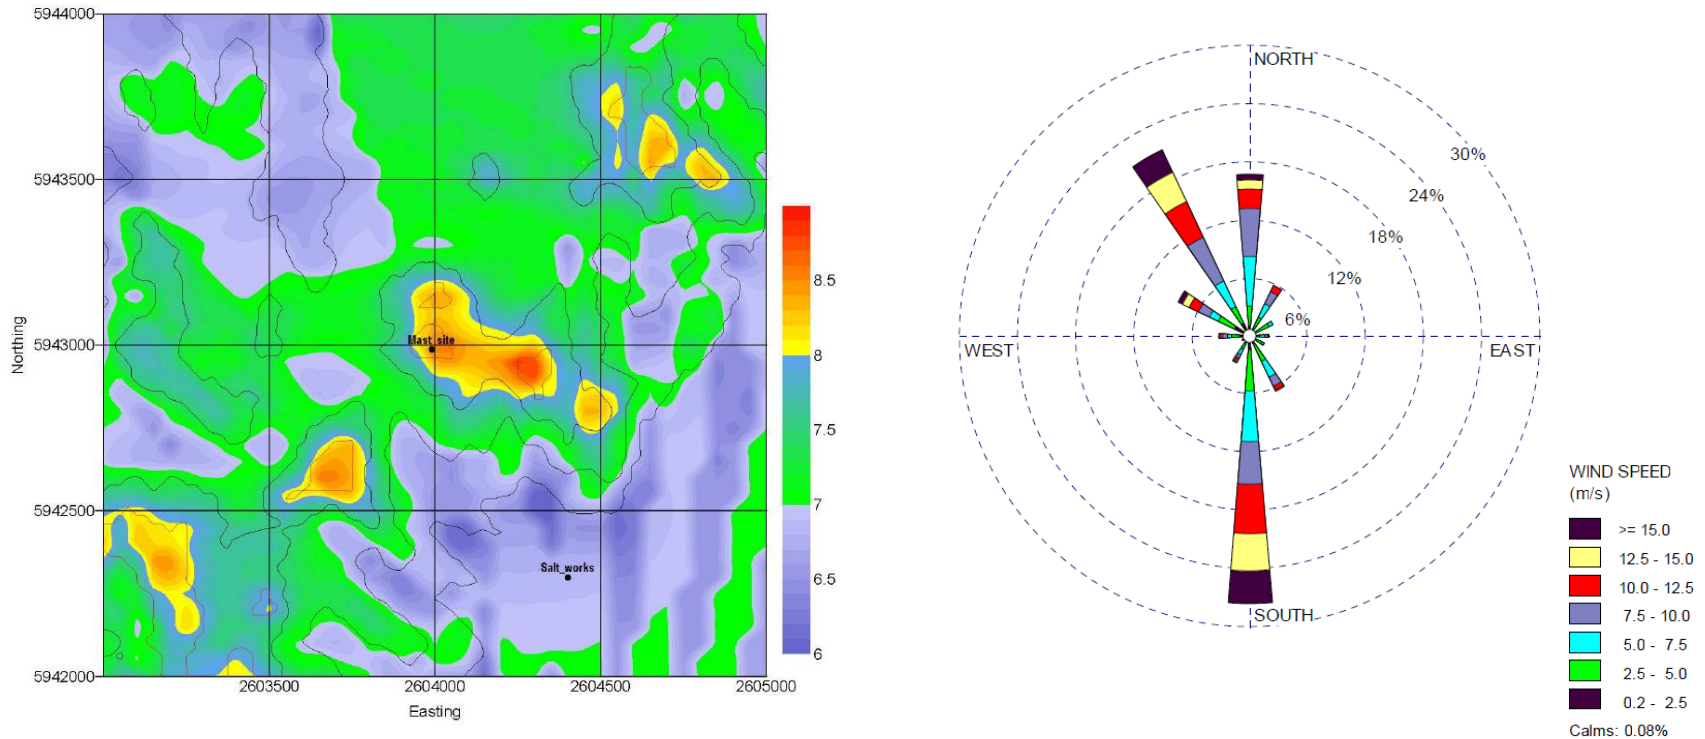 5944000
5943500
5943000
5942500
5942000
Northing
2603500
2604000
2604500
2605000
Easting
Mast_site
Salt_works
8.5
8
7.5
7
6.5
6
NORTH
30%
24%
18%
12%
6%
WEST
EAST
SOUTH
WIND SPEED
(m/s)
>= 15.0
12.5 - 15.0
10.0 - 12.5
7.5 - 10.0
5.0 - 7.5
2.5 - 5.0
0.2 - 2.5
Calms: 0.08%